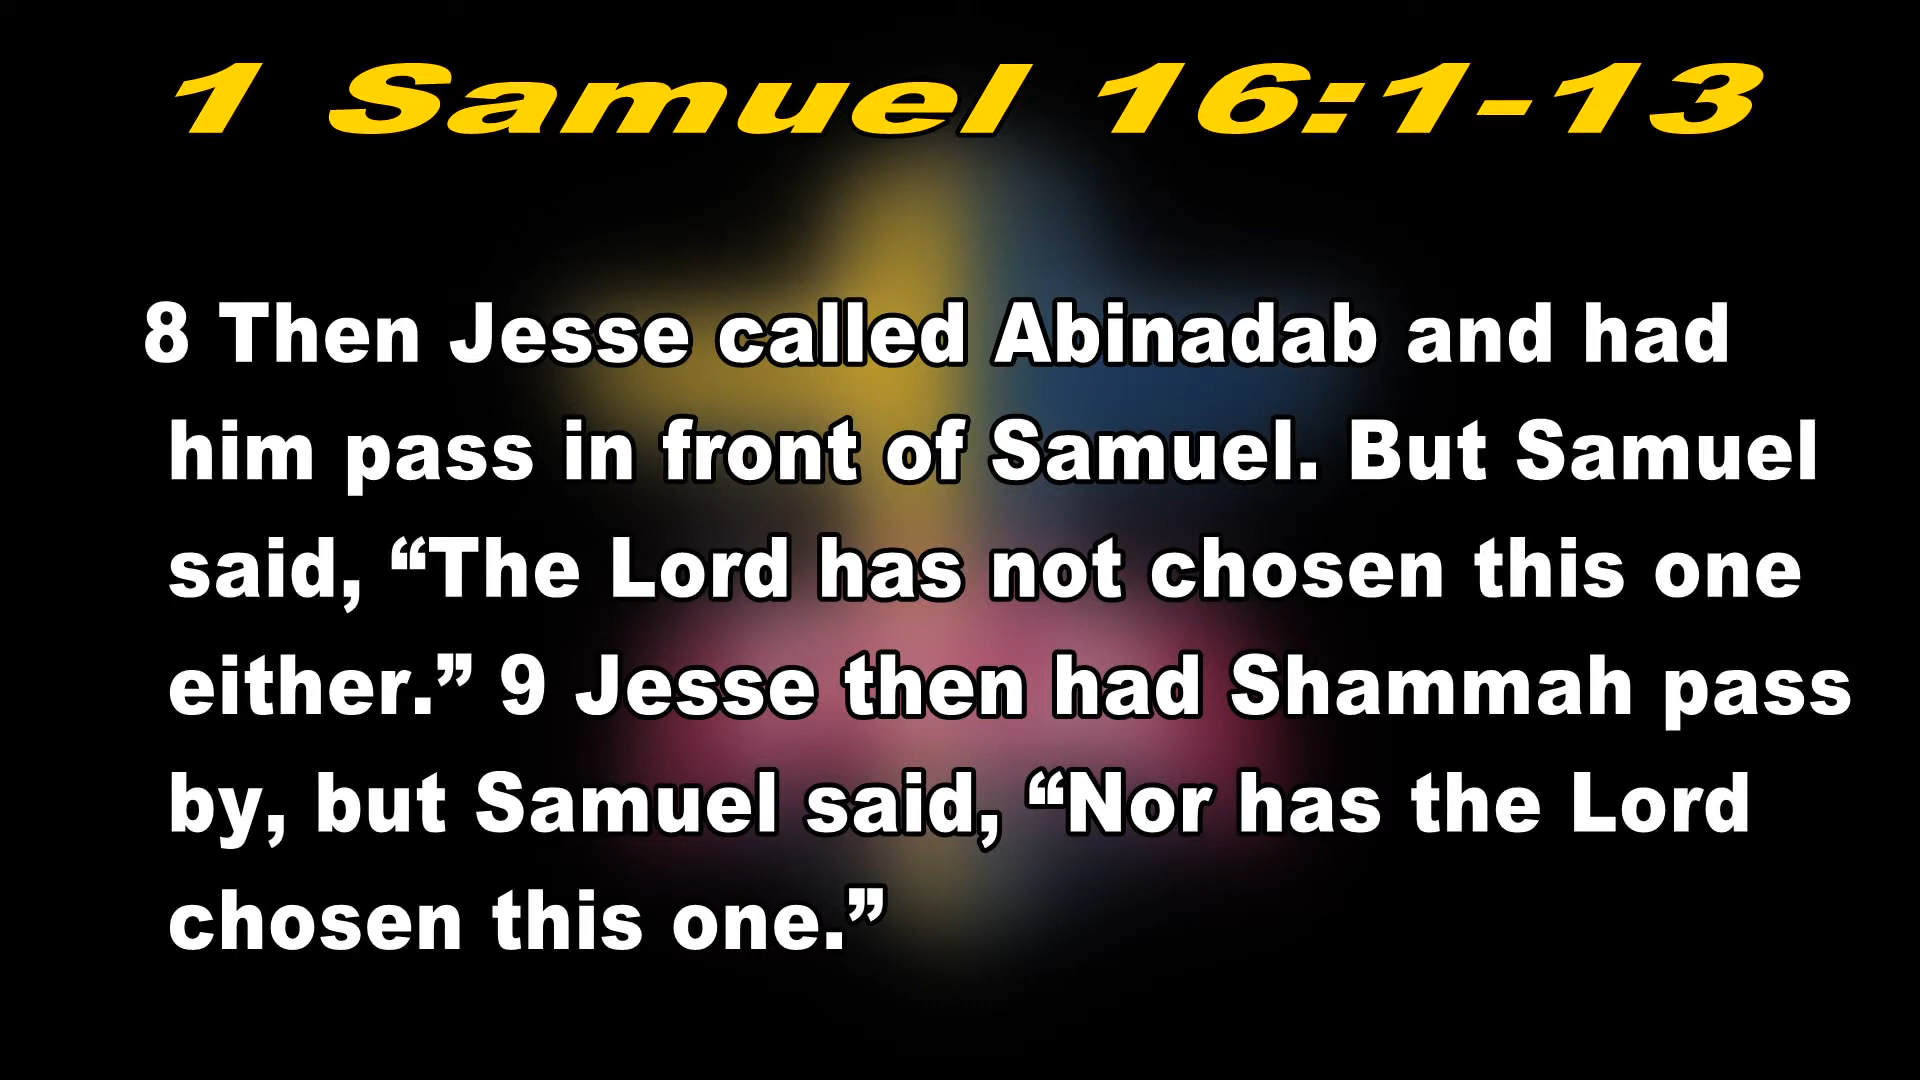 1 Samuel 16:1-13
8 Then Jesse called Abinadab and had
him pass in front of Samuel. But Samuel
said, “The Lord has not chosen this one
either.” 9 Jesse then had Shammah pass
by, but Samuel said, “Nor has the Lord
chosen this one.”